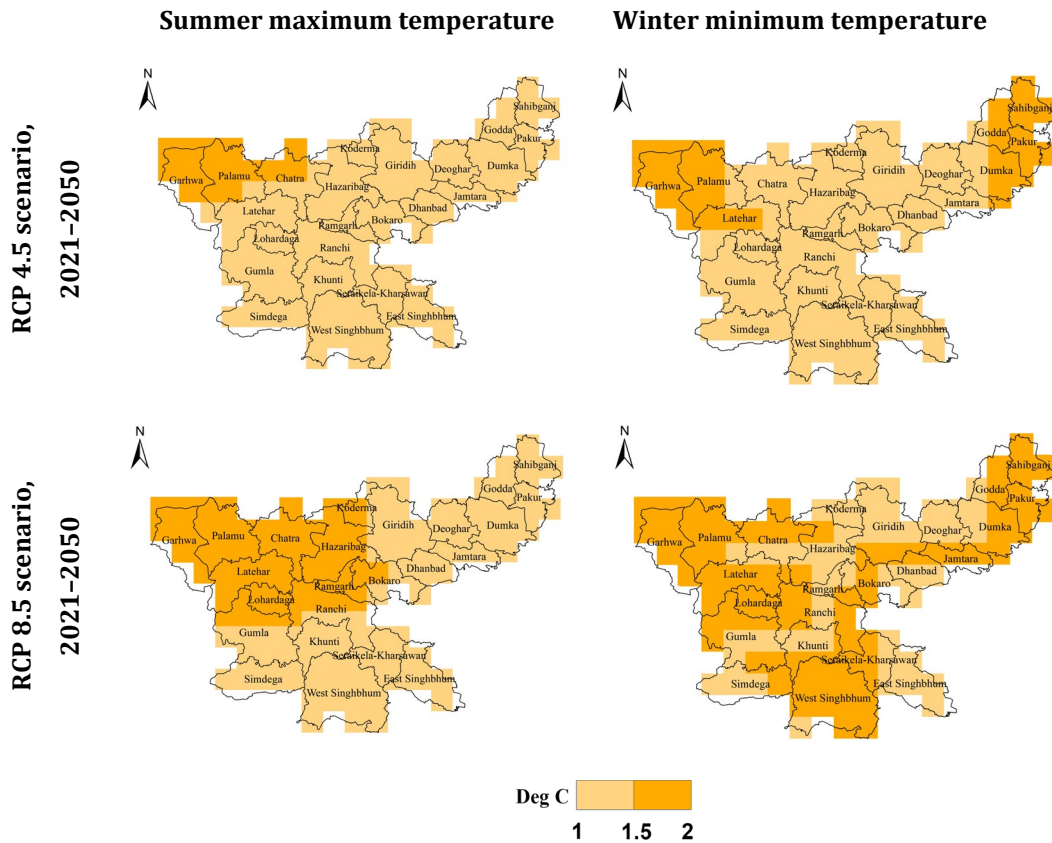 Summer maximum temperature
Winter minimum temperature
RCP 4.5 scenario,
2021–2050
N
Sahibganj
Godda
Pakur
Koderma
Giridih
Deoghar
Dumka
Garhwa
Palamu
Chatra
Hazaribag
Jamtara
Latehar
Dhanbad
Bokaro
Ramgarh
Lohardaga
Ranchi
Gumla
Khunti
Seraikela-Kharsawan
Simdega
East Singhbhum
West Singhbhum
N
Sahibganj
Godda
Pakur
Koderma
Giridih
Deoghar
Dumka
Garhwa
Palamu
Chatra
Hazaribag
Jamtara
Latehar
Dhanbad
Bokaro
Ramgarh
Lohardaga
Ranchi
Gumla
Khunti
Seraikela-Kharsawan
Simdega
East Singhbhum
West Singhbhum
RCP 8.5 scenario,
2021–2050
N
Sahibganj
Godda
Pakur
Koderma
Giridih
Deoghar
Dumka
Garhwa
Palamu
Chatra
Hazaribag
Jamtara
Latehar
Dhanbad
Bokaro
Ramgarh
Lohardaga
Ranchi
Gumla
Khunti
Seraikela-Kharsawan
Simdega
East Singhbhum
West Singhbhum
N
Sahibganj
Godda
Pakur
Koderma
Giridih
Deoghar
Dumka
Garhwa
Palamu
Chatra
Hazaribag
Jamtara
Latehar
Dhanbad
Bokaro
Ramgarh
Lohardaga
Ranchi
Gumla
Khunti
Seraikela-Kharsawan
Simdega
East Singhbhum
West Singhbhum
Deg C
1 1.5 2